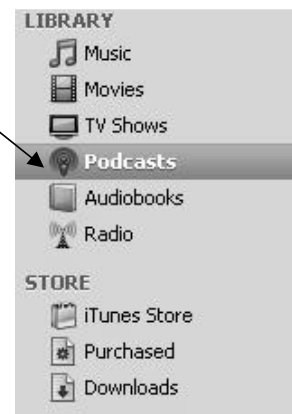 LIBRARY
Music
Movies
TV Shows
Podcasts
Audiobooks
Radio
STORE
iTunes Store
Purchased
Downloads